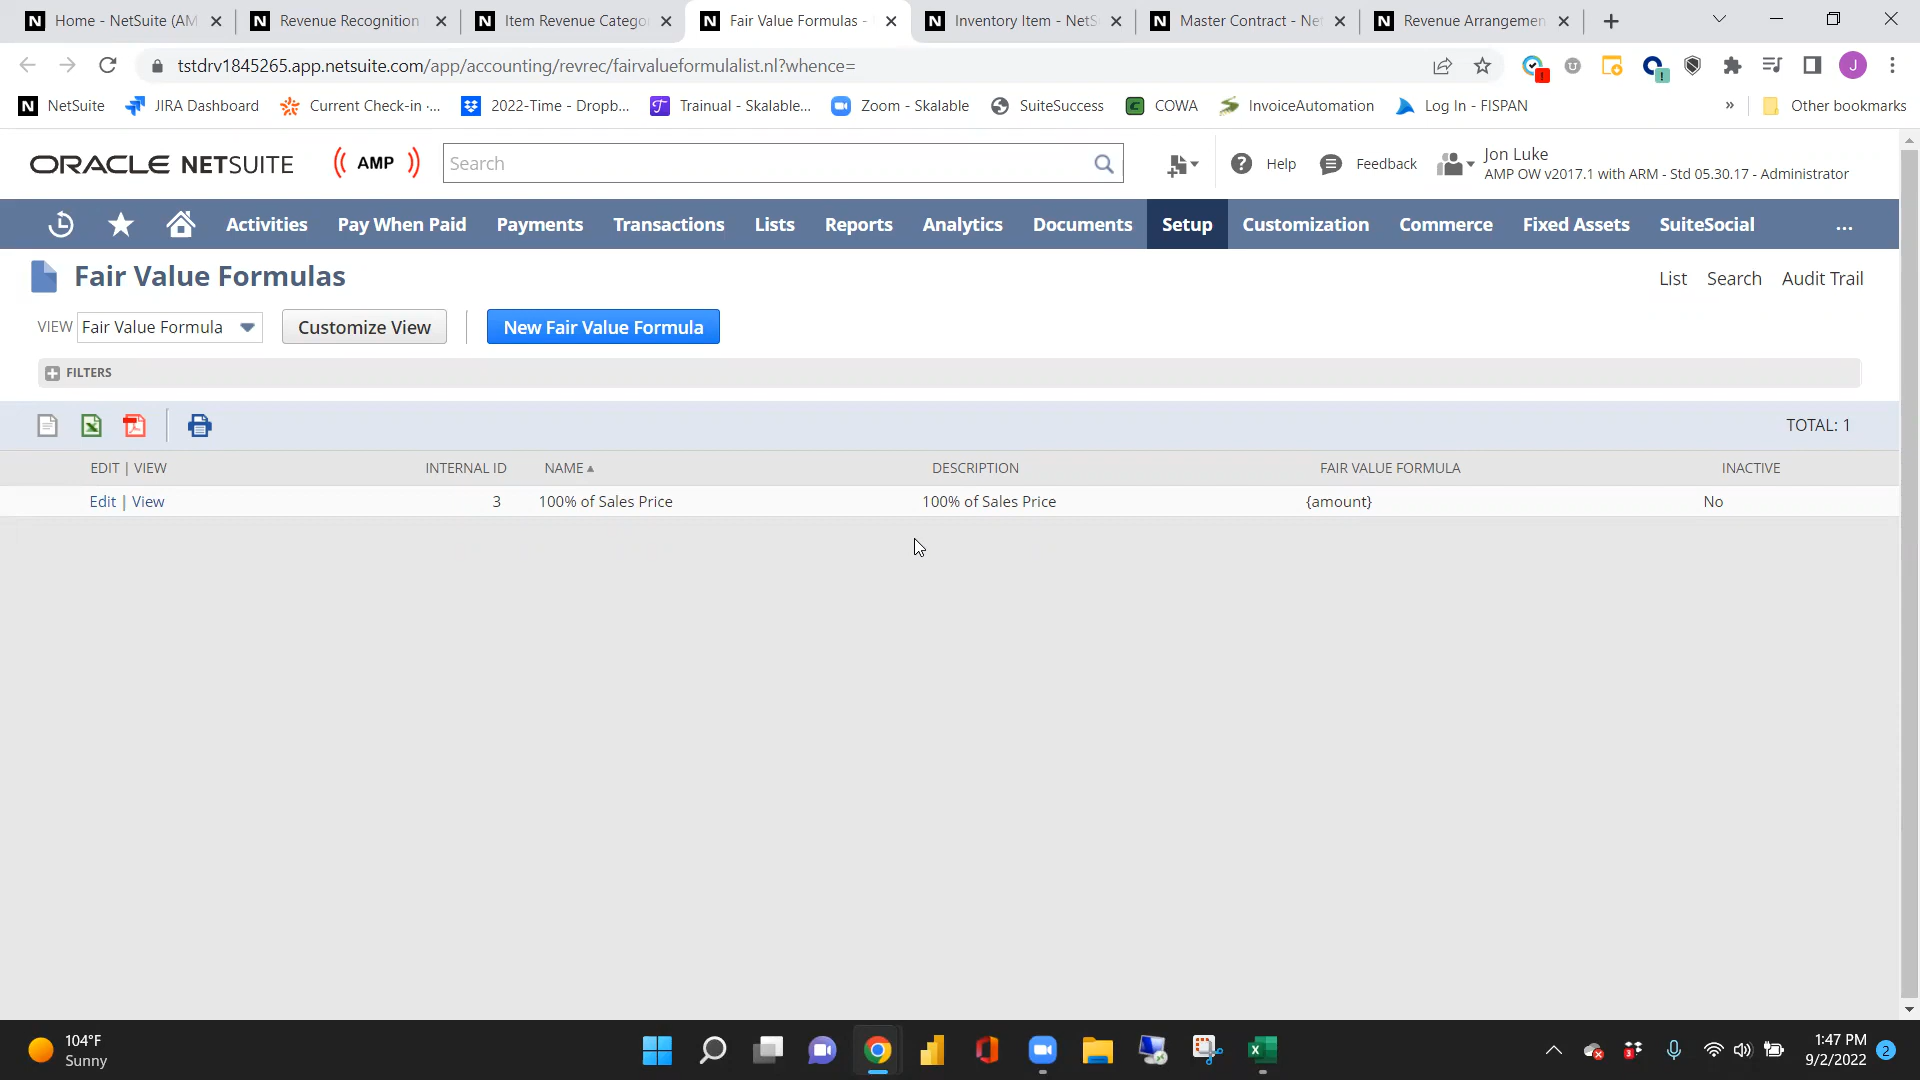 Home - NetSuite (AM
Revenue Recognition
Item Revenue Catego
Fair Value Formulas -
Inventory Item - NetS
Master Contract - Net
Revenue Arrangemen
tstdrv1845265.app.netsuite.com/app/accounting/revrec/fairvalueformulalist.nl?whence=
J
NetSuite
JIRA Dashboard
Current Check-in ·...
2022-Time - Dropb...
Trainual - Skalable...
Zoom - Skalable
SuiteSuccess
COWA
InvoiceAutomation
Log In - FISPAN
»
Other bookmarks
ORACLE NETSUITE
AMP
Search
Help
Feedback
Jon Luke
AMP OW v2017.1 with ARM - Std 05.30.17 - Administrator
Activities
Pay When Paid
Payments
Transactions
Lists
Reports
Analytics
Documents
Setup
Customization
Commerce
Fixed Assets
SuiteSocial
...
Fair Value Formulas
List
Search
Audit Trail
VIEW
Fair Value Formula
Customize View
New Fair Value Formula
FILTERS
TOTAL: 1
EDIT | VIEW
INTERNAL ID
NAME
DESCRIPTION
FAIR VALUE FORMULA
INACTIVE
Edit | View
3
100% of Sales Price
100% of Sales Price
{amount}
No
104°F
Sunny
1:47 PM
9/2/2022
2